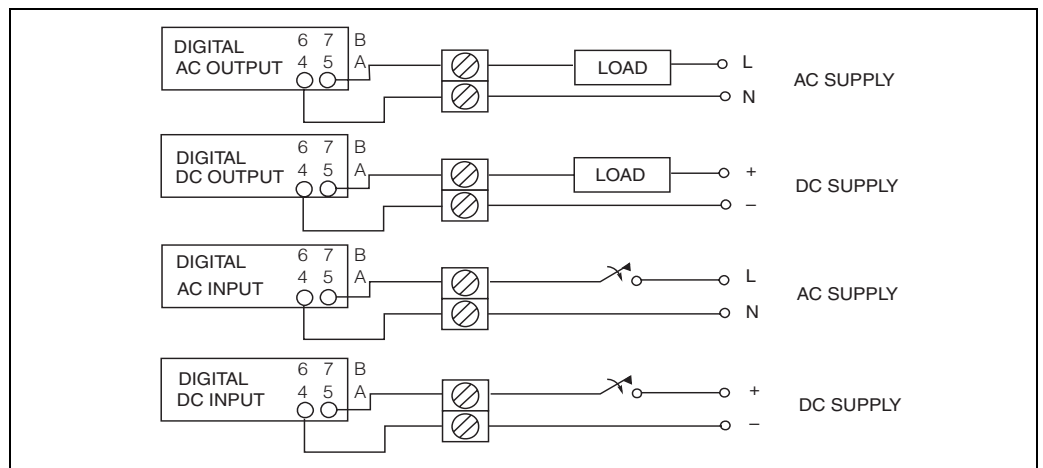 DIGITAL 6 7 B
AC OUTPUT 4 5 A
LOAD L
N
AC SUPPLY
DIGITAL 6 7 B
DC OUTPUT 4 5 A
LOAD +
–
DC SUPPLY
DIGITAL 6 7 B
AC INPUT 4 5 A
L
N
AC SUPPLY
DIGITAL 6 7 B
DC INPUT 4 5 A
+
–
DC SUPPLY